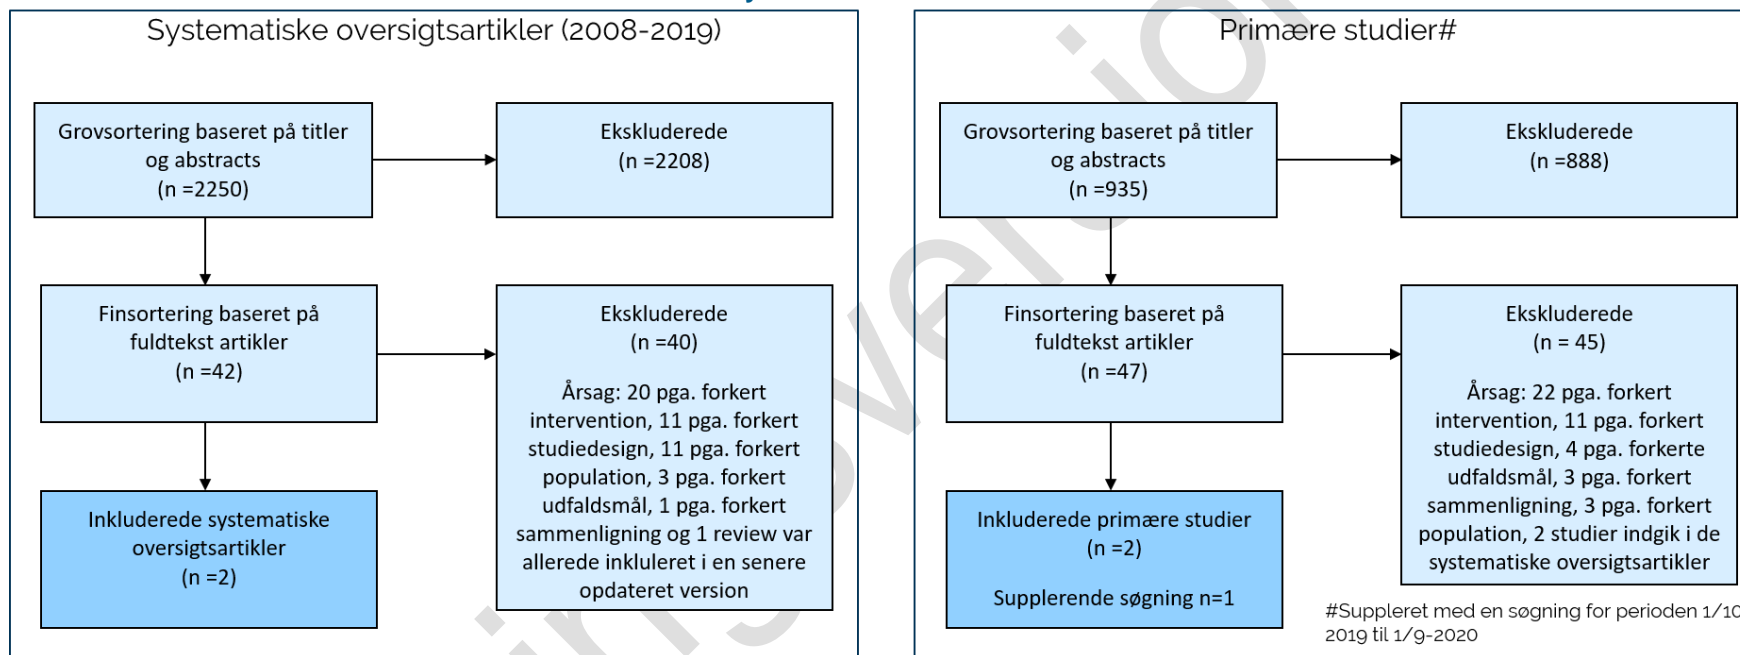 Systematiske oversigtsartikler (2008-2019)
Grovsortering baseret på titler
og abstracts
(n =2250)
Ekskluderede
(n =2208)
Finsortering baseret på
fuldtekst artikler
(n =42)
Ekskluderede
(n =40)
Årsag: 20 pga. forkert
intervention, 11 pga. forkert
studiedesign, 11 pga. forkert
population, 3 pga. forkert
udfaldsmål, 1 pga. forkert
sammenligning og 1 review var
allerede inkluleret i en senere
opdateret version
Inkluderede systematiske
oversigtsartikler
(n =2)
Primære studier#
Grovsortering baseret på titler
og abstracts
(n =935)
Ekskluderede
(n =888)
Finsortering baseret på
fuldtekst artikler
(n =47)
Ekskluderede
(n = 45)
Årsag: 22 pga. forkert
intervention, 11 pga. forkert
studiedesign, 4 pga. forkerte
udfaldsmål, 3 pga. forkert
sammenligning, 3 pga. forkert
population, 2 studier indgik i de
systematiske oversigtsartikler
Inkluderede primære studier
(n =2)
Supplerende søgning n=1
#Suppleret med en søgning for perioden 1/10
2019 til 1/9-2020